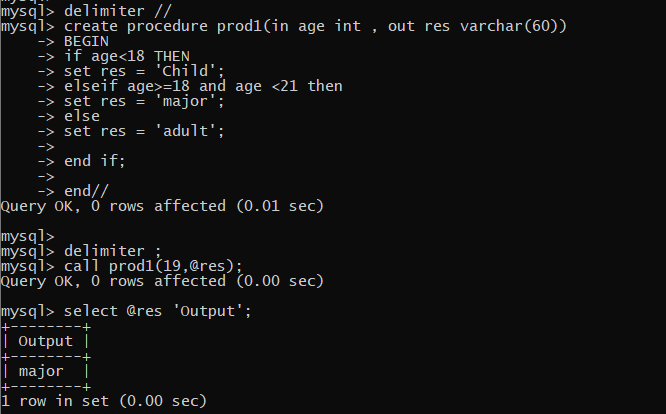 mysql> delimiter //
mysql> create procedure prod1(in age int , out res varchar(60))
    -> BEGIN
    -> if age<18 THEN
    -> set res = 'Child';
    -> elseif age>=18 and age <21 then
    -> set res = 'major';
    -> else
    -> set res = 'adult';
    ->
    -> end if;
    ->
    -> end//
Query OK, 0 rows affected (0.01 sec)

mysql>
mysql> delimiter ;
mysql> call prod1(19,@res);
Query OK, 0 rows affected (0.00 sec)

mysql> select @res 'Output';
+--------+
| Output |
+--------+
| major  |
+--------+
1 row in set (0.00 sec)